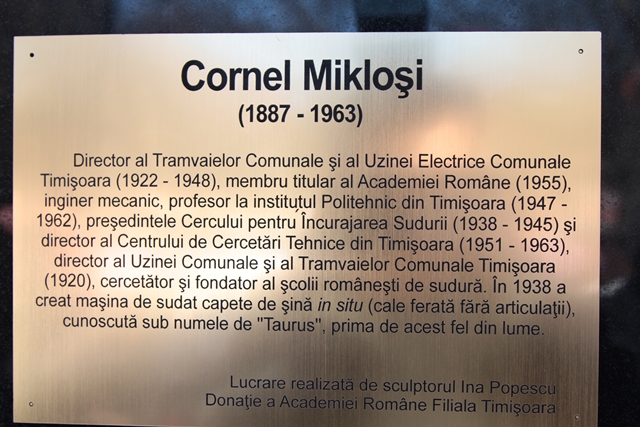 Cornel Mikloşi
(1887 - 1963)
Director al Tramvaielor Comunale şi al Uzinei Electrice Comunale
Timişoara (1922 - 1948), membru titular al Academiei Române (1955),
inginer mecanic, profesor la institutul Politehnic din Timişoara (1947 -
1962), preşedintele Cercului pentru Încurajarea Sudurii (1938 - 1945) şi
director al Centrului de Cercetări Tehnice din Timişoara (1951 - 1963),
director al Uzinei Comunale şi al Tramvaielor Comunale Timişoara
(1920), cercetător şi fondator al şcolii româneşti de sudură. În 1938 a
creat maşina de sudat capete de şină in situ (cale ferată fără articulaţii),
cunoscută sub numele de "Taurus", prima de acest fel din lume.
Lucrare realizată de sculptorul Ina Popescu
Donaţie a Academiei Române Filiala Timişoara